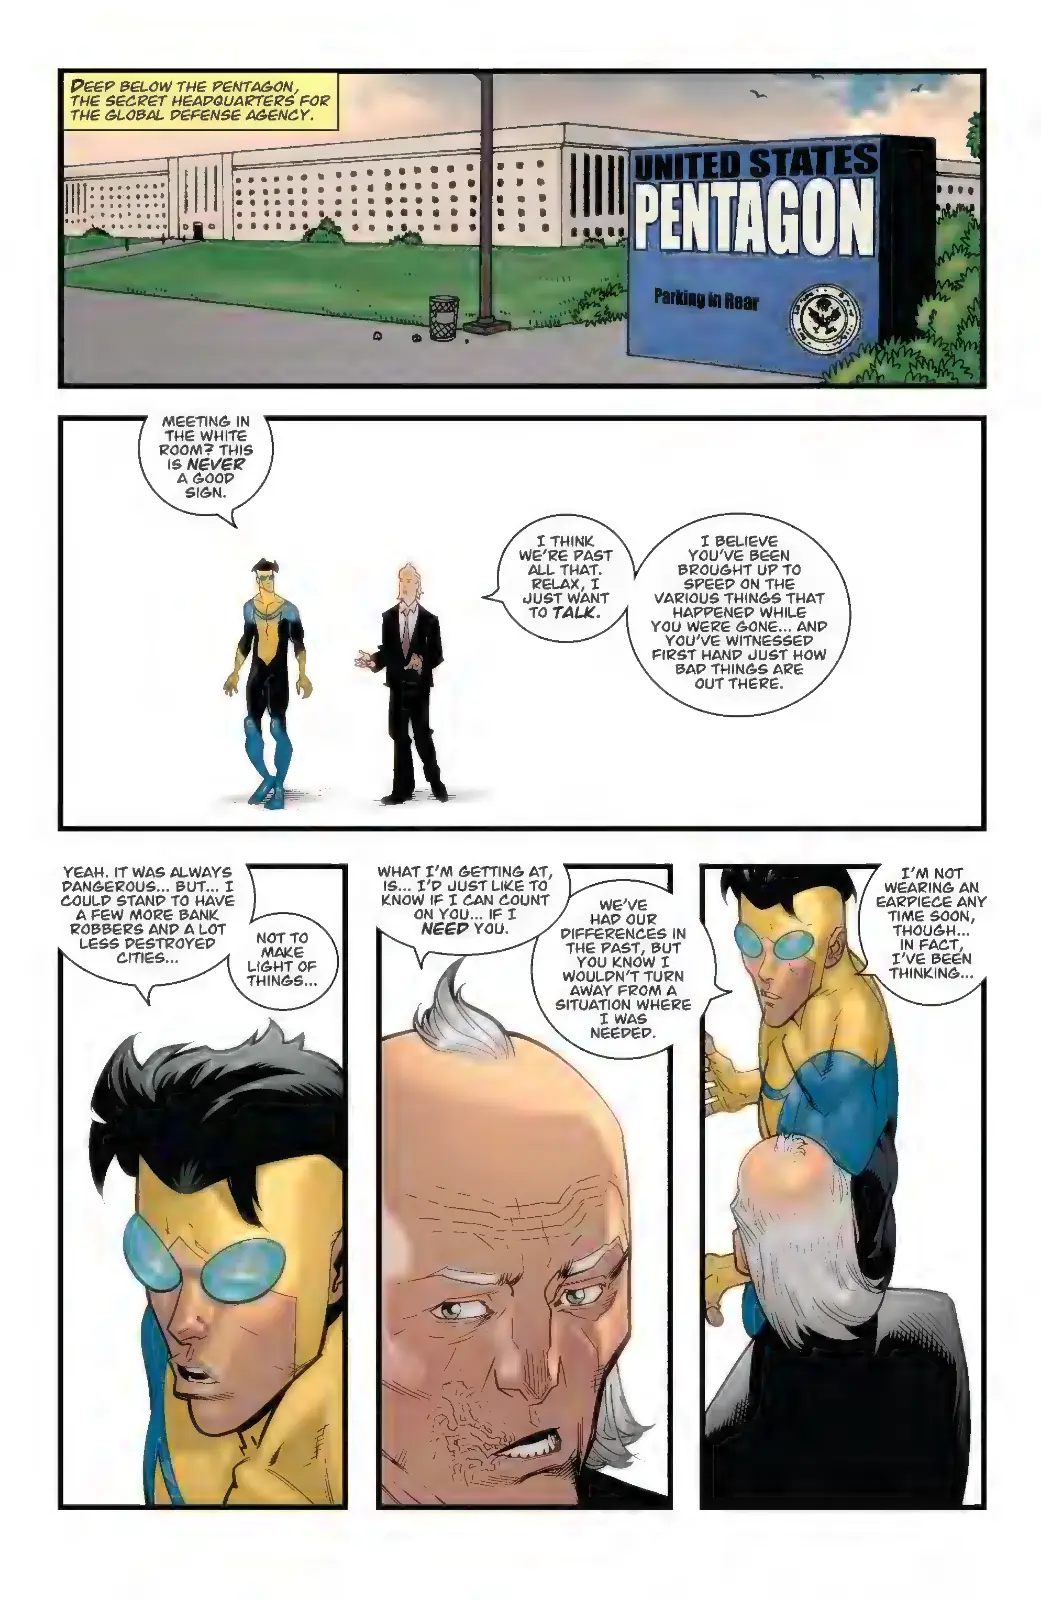 DEEP BELOW THE PENTAGON,
THE SECRET HEADQUARTERS FOR
THE GLOBAL DEFENSE AGENCY.
UNITED STATES
PENTAGON
Parking in Rear
MEETING IN
THE WHITE
ROOM? THIS
IS NEVER
A GOOD
SIGN.
I THINK
WE'RE PAST
ALL THAT.
RELAX, I
JUST WANT
TO TALK.
I BELIEVE
YOU'VE BEEN
BROUGHT UP TO
SPEED ON THE
VARIOUS THINGS THAT
HAPPENED WHILE
YOU WERE GONE... AND
YOU'VE WITNESSED
FIRST HAND JUST HOW
BAD THINGS ARE
OUT THERE.
YEAH. IT WAS ALWAYS
DANGEROUS... BUT... I
COULD STAND TO HAVE
A FEW MORE BANK
ROBBERS AND A LOT
LESS DESTROYED
CITIES...
NOT TO
MAKE
LIGHT OF
THINGS...
WHAT I'M GETTING AT,
IS... I'D JUST LIKE TO
KNOW IF I CAN COUNT
ON YOU... IF I
NEED YOU.
WE'VE
HAD OUR
DIFFERENCES IN
THE PAST, BUT
YOU KNOW I
WOULDN'T TURN
AWAY FROM A
SITUATION WHERE
I WAS
NEEDED.
I'M NOT
WEARING AN
EARPIECE ANY
TIME SOON,
THOUGH...
IN FACT,
I'VE BEEN
THINKING...